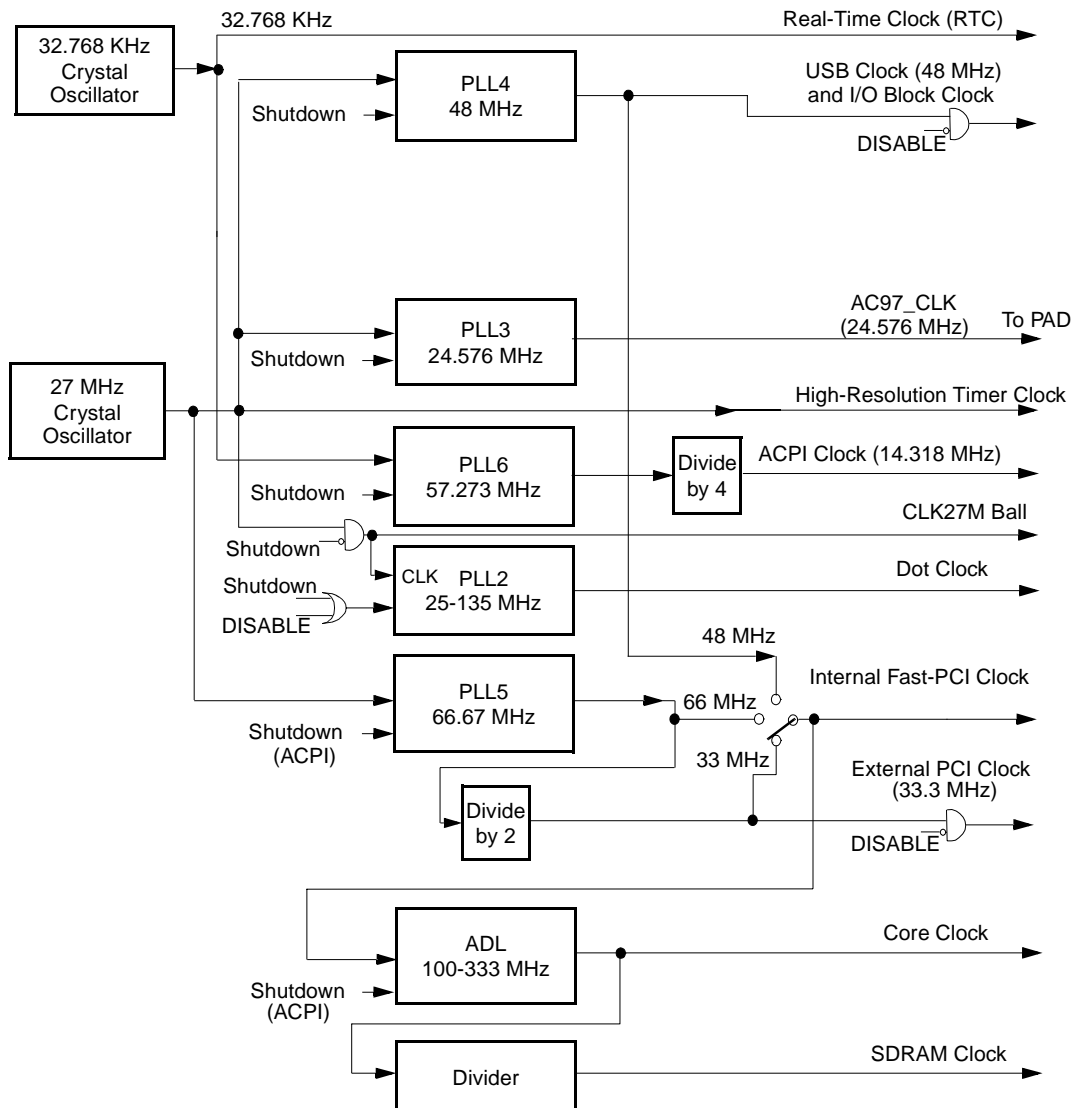 32.768 KHz
Real-Time Clock (RTC)
32.768 KHz
Crystal
Oscillator
PLL4
48 MHz
Shutdown
USB Clock (48 MHz)
and I/O Block Clock
DISABLE
PLL3
24.576 MHz
Shutdown
AC97_CLK
(24.576 MHz)
To PAD
27 MHz
Crystal
Oscillator
High-Resolution Timer Clock
PLL6
57.273 MHz
Shutdown
Divide
by 4
ACPI Clock (14.318 MHz)
CLK27M Ball
Shutdown
CLK
PLL2
25-135 MHz
Shutdown
DISABLE
Dot Clock
48 MHz
PLL5
66.67 MHz
Shutdown
(ACPI)
66 MHz
33 MHz
Internal Fast-PCI Clock
Divide
by 2
External PCI Clock
(33.3 MHz)
DISABLE
ADL
100-333 MHz
Shutdown
(ACPI)
Core Clock
Divider
SDRAM Clock